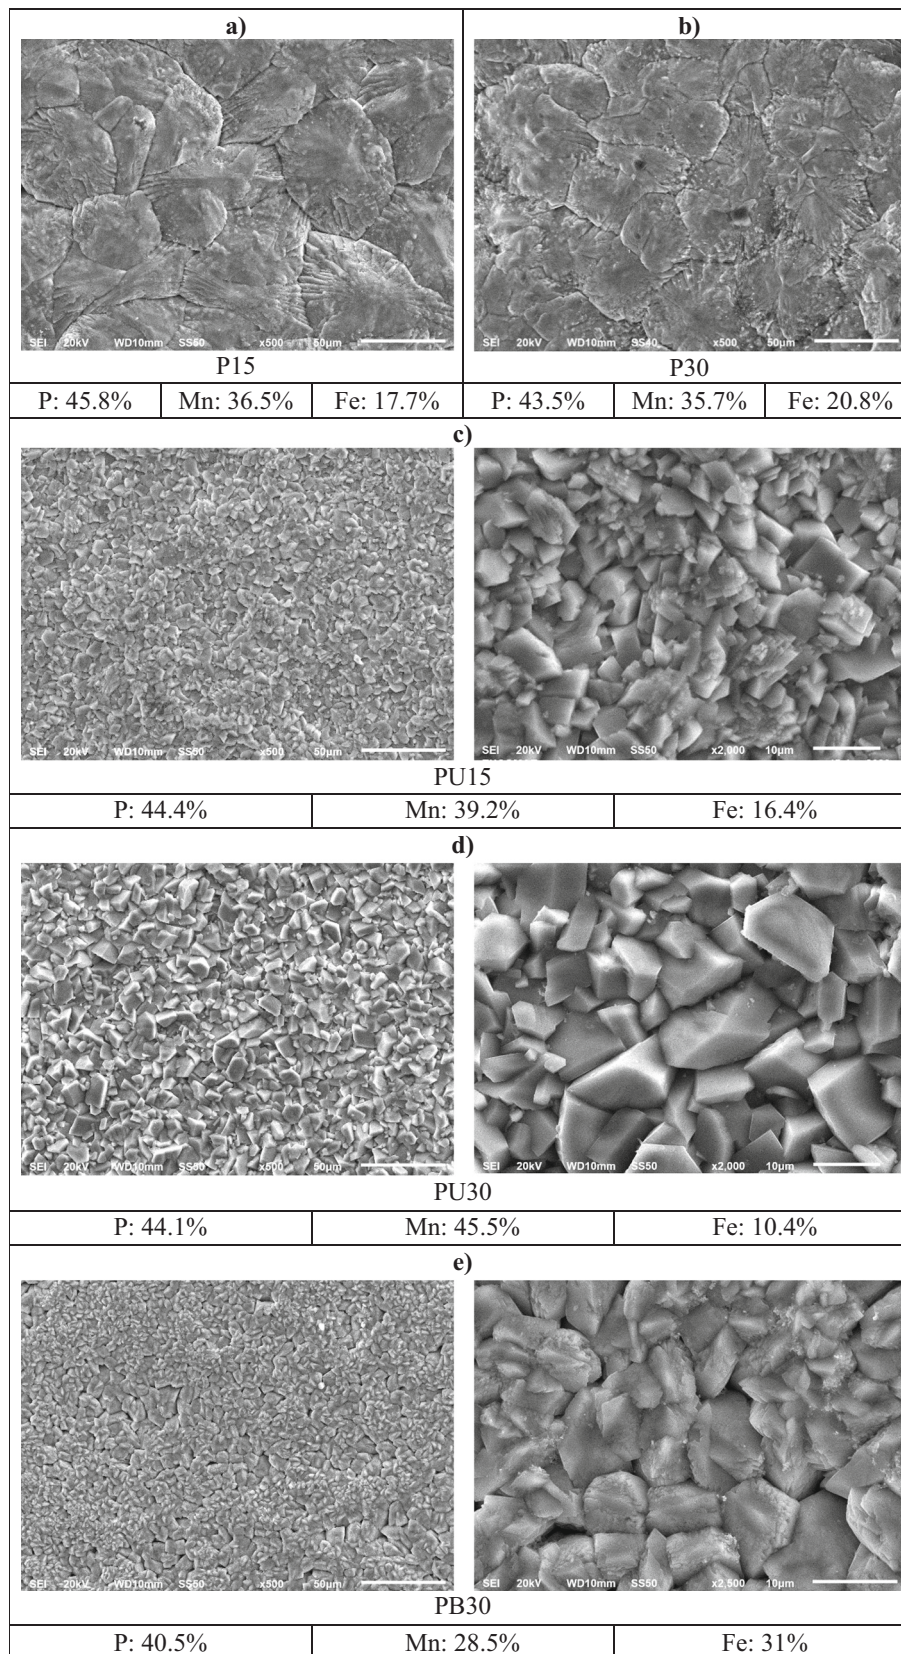 a) b)
SEI 20kV WD10mm SS50 x500 50µm SEI 20kV WD10mm SS40 x500 50µm
P15 P30
P: 45.8% Mn: 36.5% Fe: 17.7% P: 43.5% Mn: 35.7% Fe: 20.8%
c)
SEI 20kV WD10mm SS50 x500 50µm SEI 20kV WD10mm SS50 x2,000 10µm
PU15
P: 44.4% Mn: 39.2% Fe: 16.4%
d)
SEI 20kV WD10mm SS50 x500 50µm SEI 20kV WD10mm SS50 x2,000 10µm
PU30
P: 44.1% Mn: 45.5% Fe: 10.4%
e)
SEI 20kV WD10mm SS50 x500 50µm SEI 20kV WD10mm SS50 x2,500 10µm
PB30
P: 40.5% Mn: 28.5% Fe: 31%